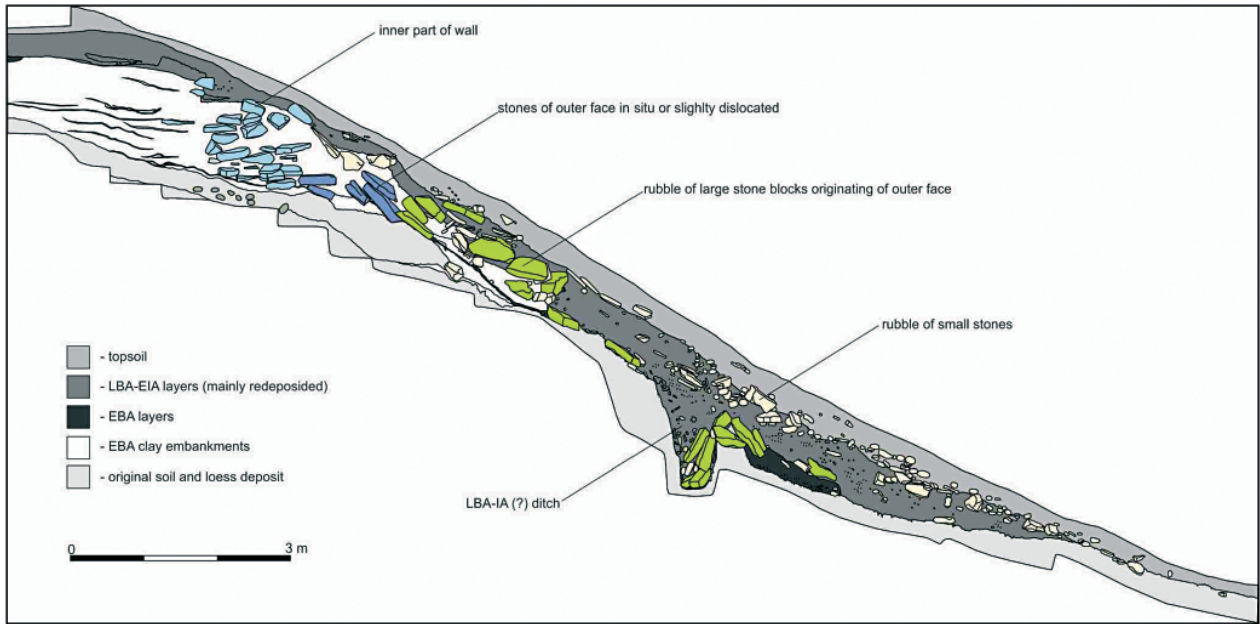 inner part of wall
stones of outer face in situ or slighlty dislocated
rubble of large stone blocks originating of outer face
rubble of small stones
- topsoil
- LBA-EIA layers (mainly redeposided)
- EBA layers
- EBA clay embankments
- original soil and loess deposit
LBA-IA (?) ditch
0 3 m